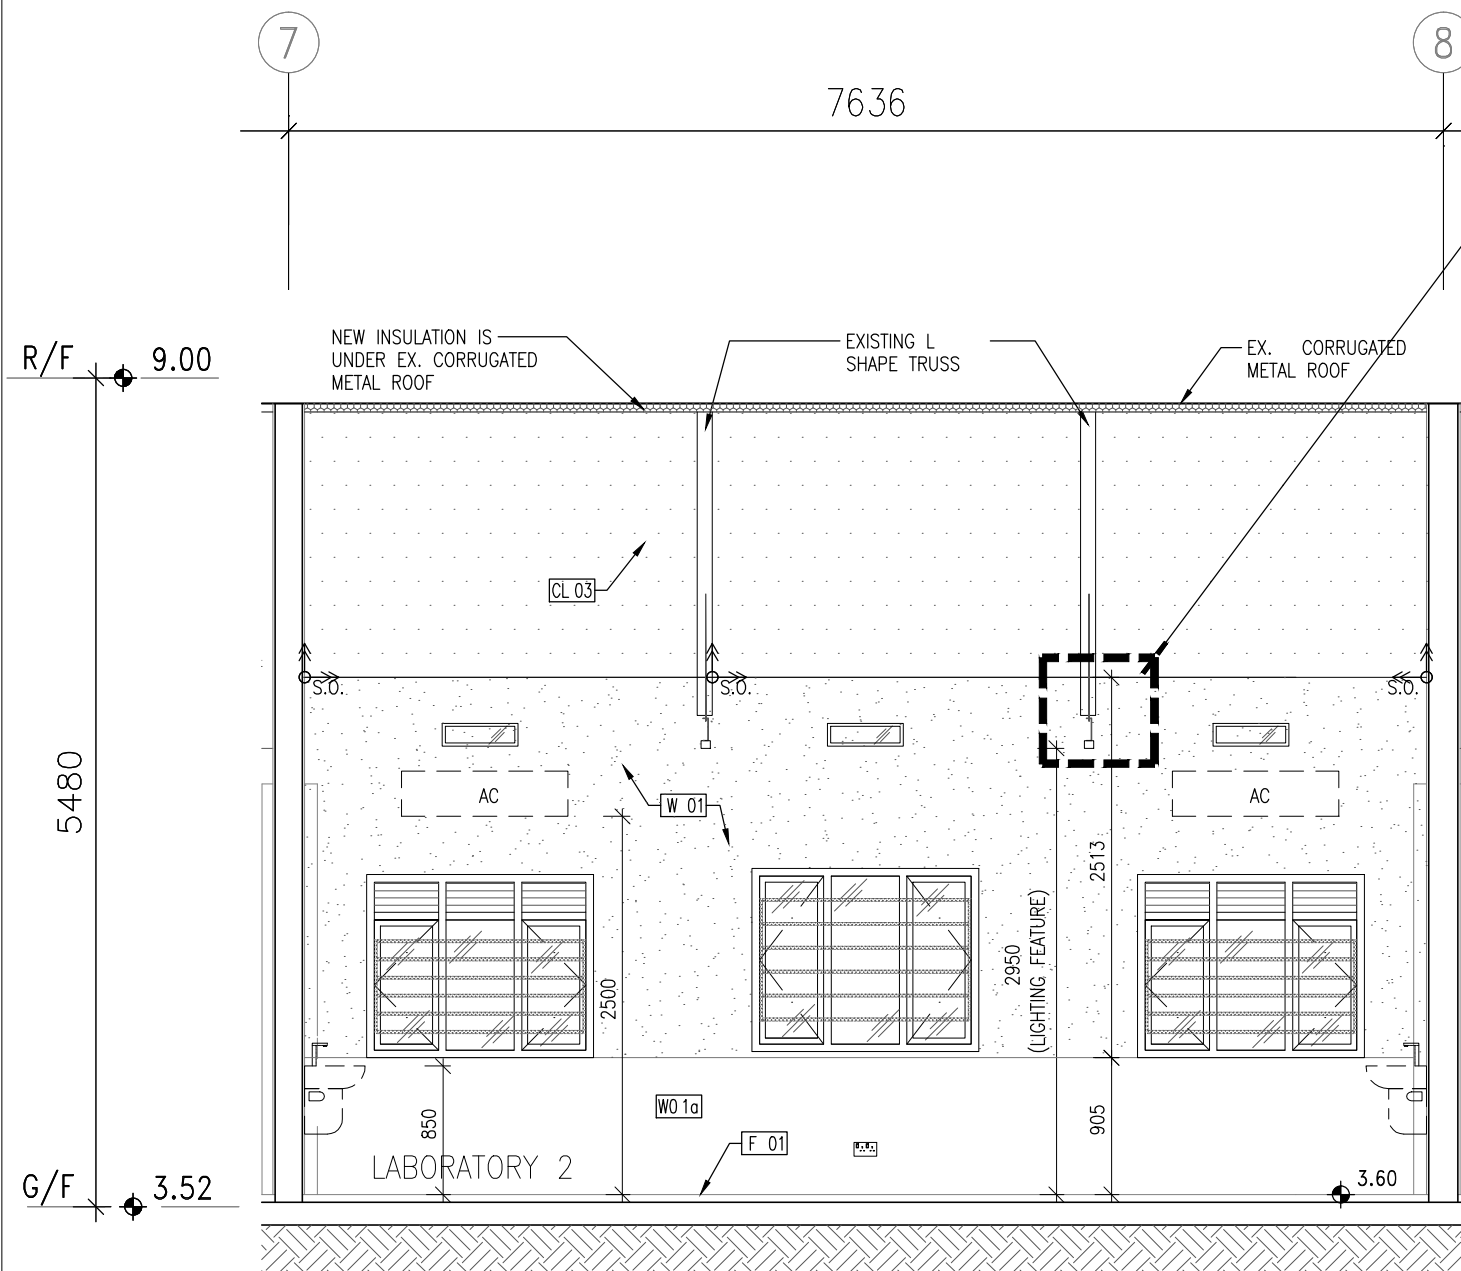 7
8
7636
NEW INSULATION IS
UNDER EX. CORRUGATED
METAL ROOF
EXISTING L
SHAPE TRUSS
EX. CORRUGATED
METAL ROOF
R/F
9.00
CL 03
S.O.
S.O.
S.O.
5480
AC
W 01
AC
2513
2950
(LIGHTING FEATURE)
2500
850
W0 1a
905
F 01
LABORATORY 2
G/F
3.52
3.60